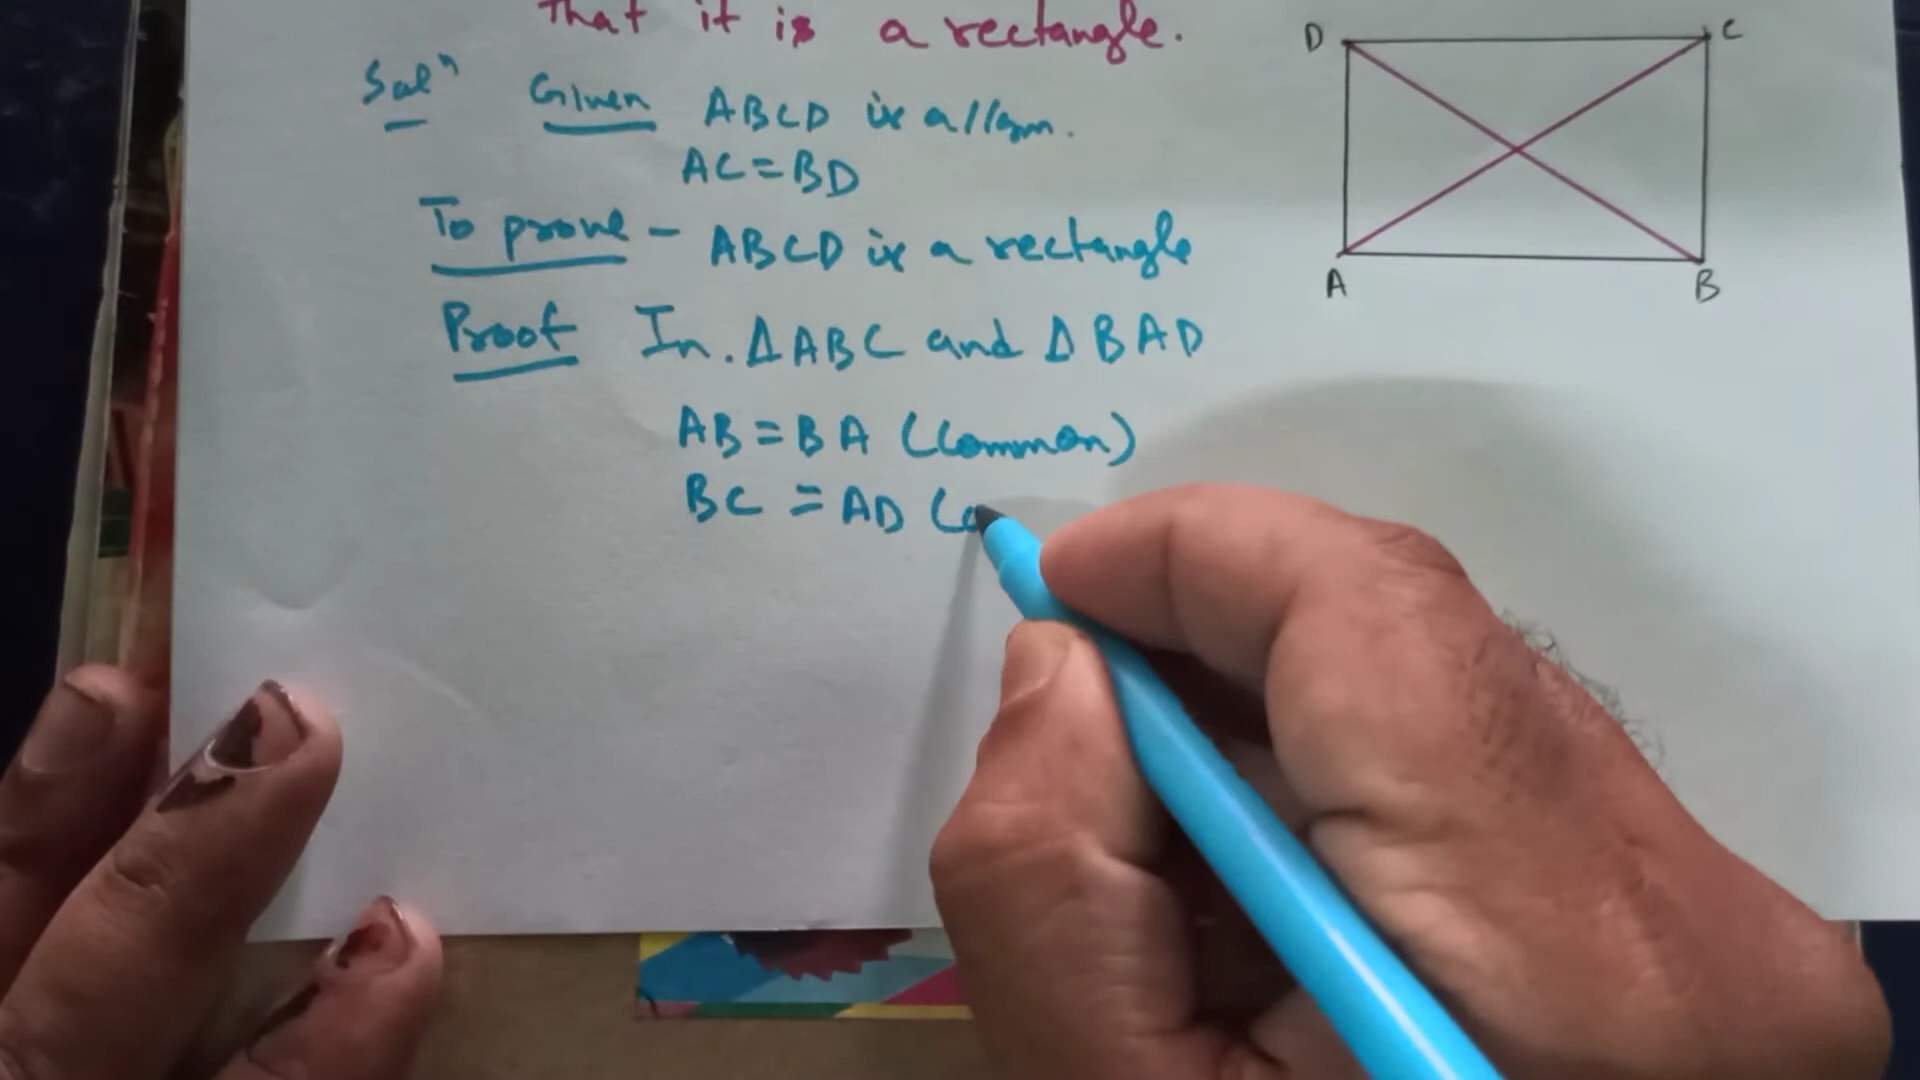 that it is a rectangle.
Solⁿ Given ABCD is a //gm.
AC=BD
To prove - ABCD is a rectangle
Proof In. ΔABC and ΔBAD
AB=BA (Common)
BC = AD (
D
C
A
B